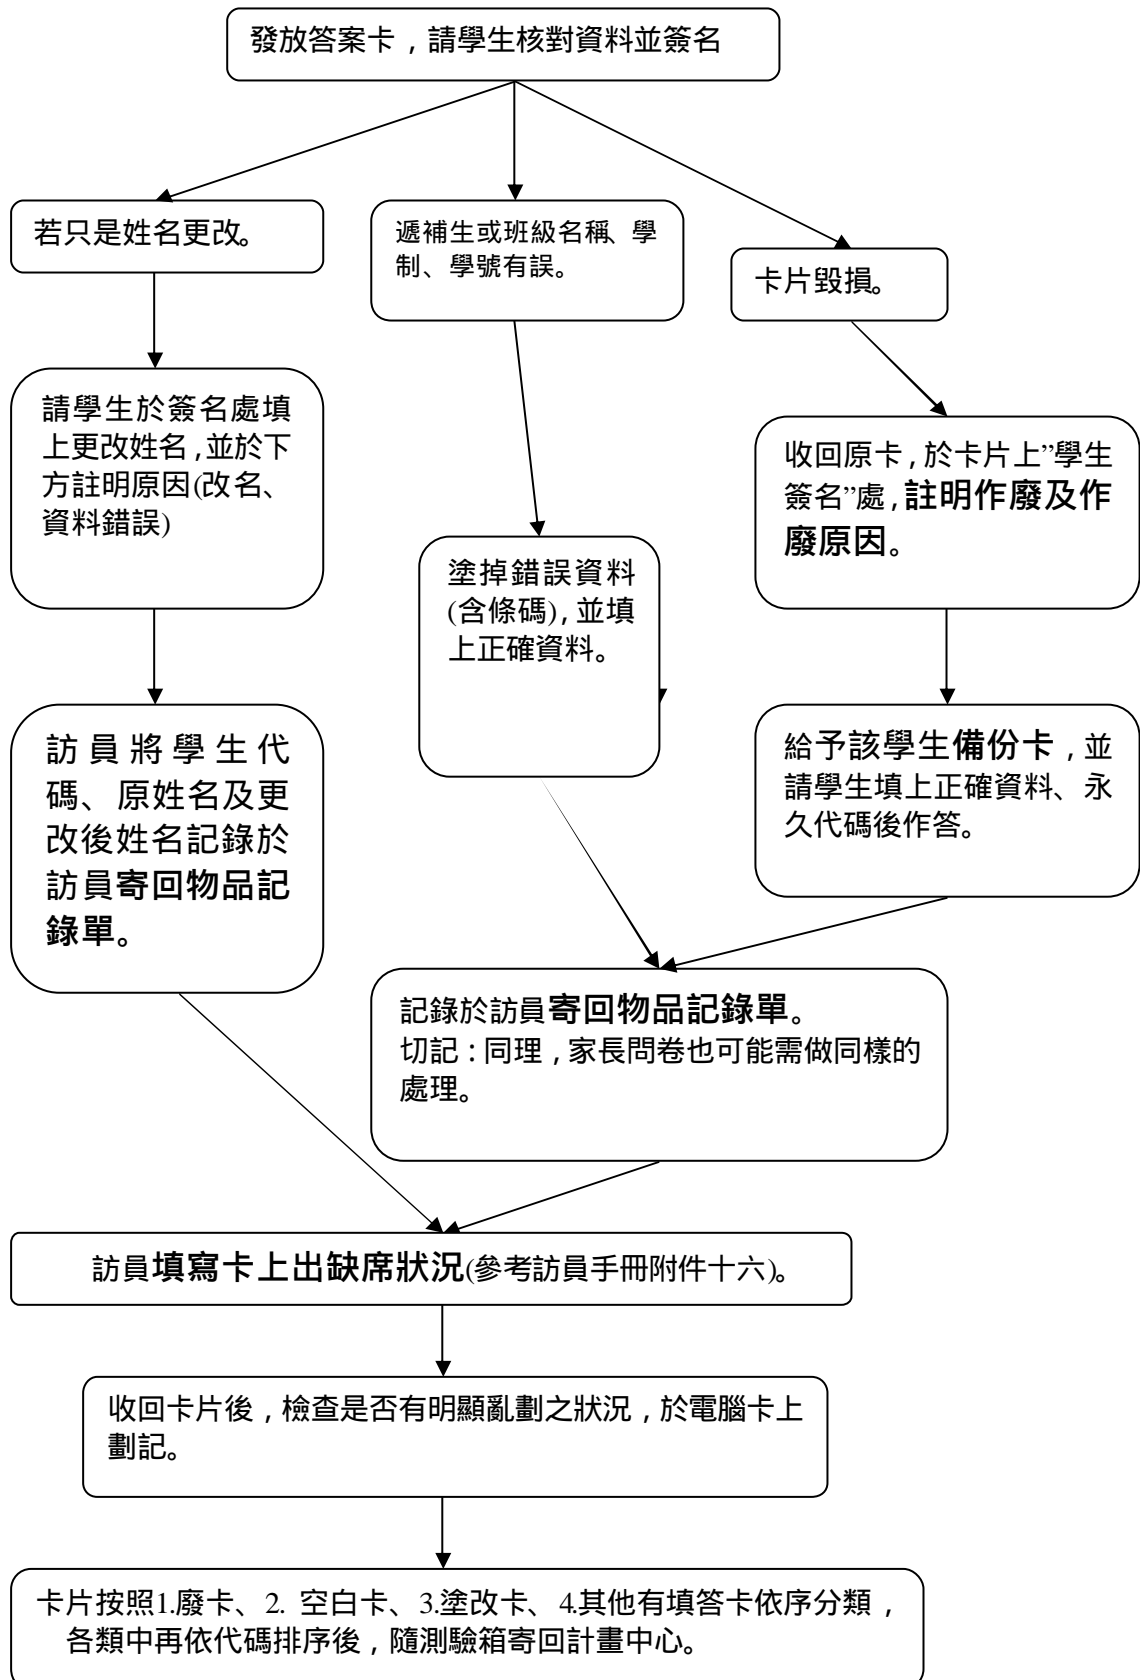 發放答案卡，請學生核對資料並簽名
若只是姓名更改。
遞補生或班級名稱、學
制、學號有誤。
卡片毀損。
請學生於簽名處填
上更改姓名，並於下
方註明原因(改名、
資料錯誤)
收回原卡，於卡片上”學生
簽名”處，註明作廢及作
廢原因。
塗掉錯誤資料
(含條碼)，並填
上正確資料。
訪員將學生代
碼、原姓名及更
改後姓名記錄於
訪員寄回物品記
錄單。
給予該學生備份卡，並
請學生填上正確資料、永
久代碼後作答。
記錄於訪員寄回物品記錄單。
切記：同理，家長問卷也可能需做同樣的
處理。
訪員填寫卡上出缺席狀況(參考訪員手冊附件十六)。
收回卡片後，檢查是否有明顯亂劃之狀況，於電腦卡上
劃記。
卡片按照1.廢卡、2. 空白卡、3.塗改卡、4.其他有填答卡依序分類，
各類中再依代碼排序後，隨測驗箱寄回計畫中心。